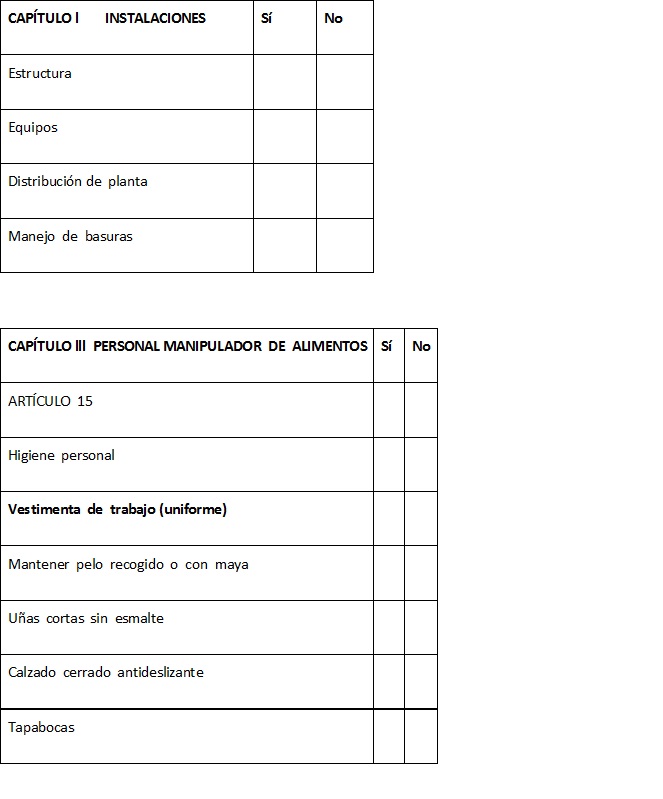 CAPÍTULO l INSTALACIONES Sí No
Estructura
Equipos
Distribución de planta
Manejo de basuras
CAPÍTULO lll PERSONAL MANIPULADOR DE ALIMENTOS Sí No
ARTÍCULO 15
Higiene personal
Vestimenta de trabajo (uniforme)
Mantener pelo recogido o con maya
Uñas cortas sin esmalte
Calzado cerrado antideslizante
Tapabocas